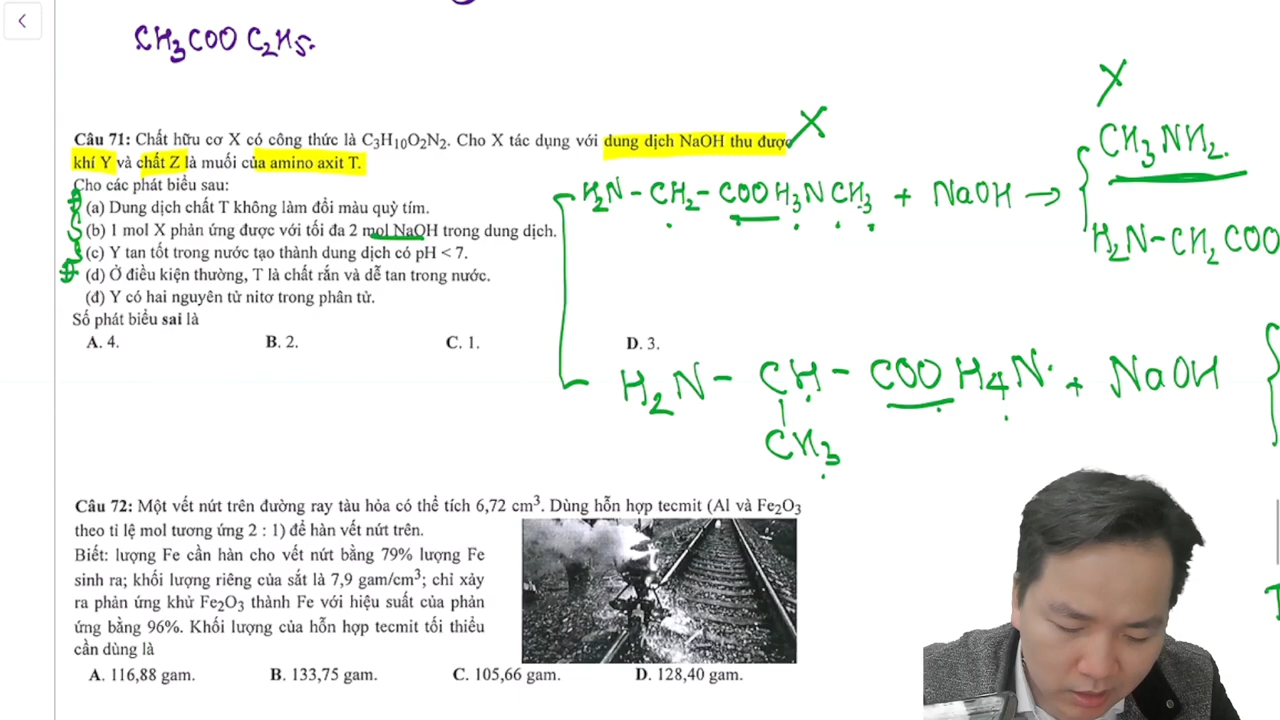 CH3COO C2H5.
Câu 71: Chất hữu cơ X có công thức là C3H10O2N2. Cho X tác dụng với dung dịch NaOH thu được
khí Y và chất Z là muối của amino axit T.
Cho các phát biểu sau:
Đ (a) Dung dịch chất T không làm đổi màu quỳ tím.
S (b) 1 mol X phản ứng được với tối đa 2 mol NaOH trong dung dịch.
S (c) Y tan tốt trong nước tạo thành dung dịch có pH < 7.
Đ (d) Ở điều kiện thường, T là chất rắn và dễ tan trong nước.
(đ) Y có hai nguyên tử nitơ trong phân tử.
Số phát biểu sai là
A. 4. B. 2. C. 1. D. 3.
X
Y
H2N - CH2 - COOH3NCH3 + NaOH → CH3NH2.
H2N-CH2COO
H2N - CH - COOH4N + NaOH
CH3
Câu 72: Một vết nứt trên đường ray tàu hỏa có thể tích 6,72 cm3. Dùng hỗn hợp tecmit (Al và Fe2O3
theo tỉ lệ mol tương ứng 2 : 1) để hàn vết nứt trên.
Biết: lượng Fe cần hàn cho vết nứt bằng 79% lượng Fe
sinh ra; khối lượng riêng của sắt là 7,9 gam/cm3; chỉ xảy
ra phản ứng khử Fe2O3 thành Fe với hiệu suất của phản
ứng bằng 96%. Khối lượng của hỗn hợp tecmit tối thiểu
cần dùng là
A. 116,88 gam. B. 133,75 gam. C. 105,66 gam. D. 128,40 gam.